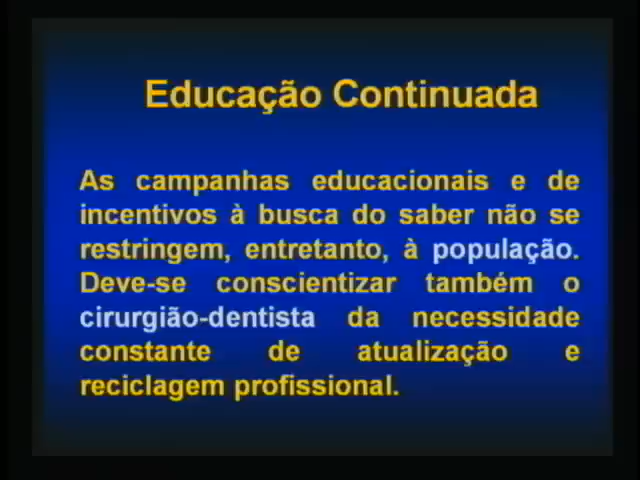 Educação Continuada
As campanhas educacionais e de
incentivos à busca do saber não se
restringem, entretanto, à população.
Deve-se conscientizar também o
cirurgião-dentista da necessidade
constante de atualização e
reciclagem profissional.